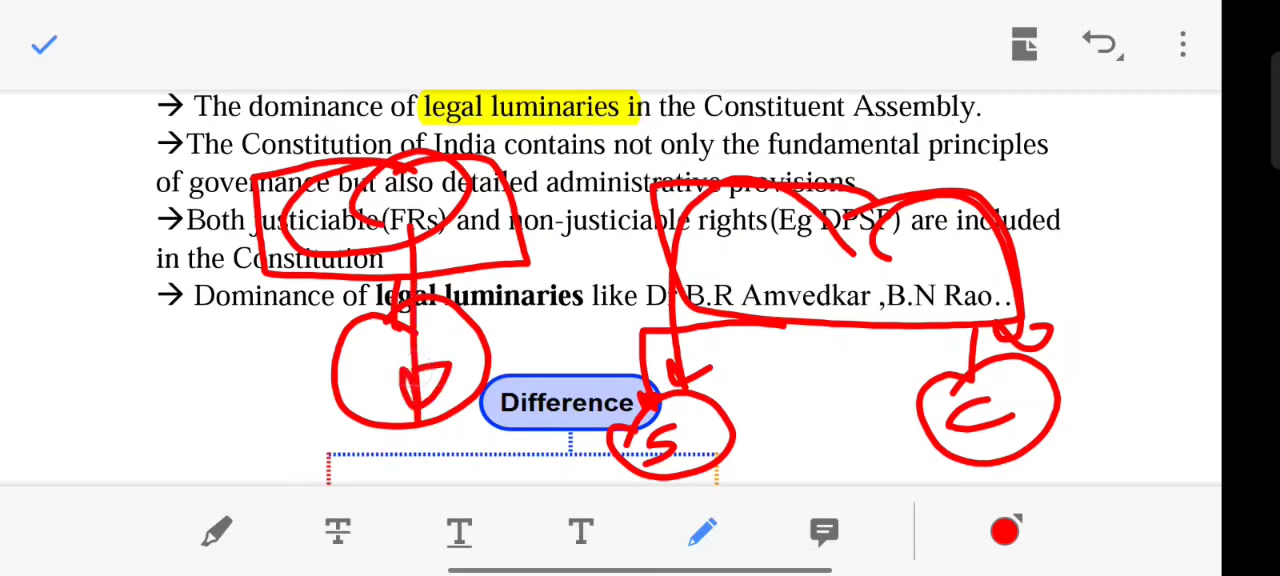 → The dominance of legal luminaries in the Constituent Assembly.
→The Constitution of India contains not only the fundamental principles
of governance but also detailed administrative provisions
→Both justiciable(FRs) and non-justiciable rights(Eg DPSP) are included
in the Constitution
→ Dominance of legal luminaries like Dr B.R Amvedkar ,B.N Rao..
Difference
S
C